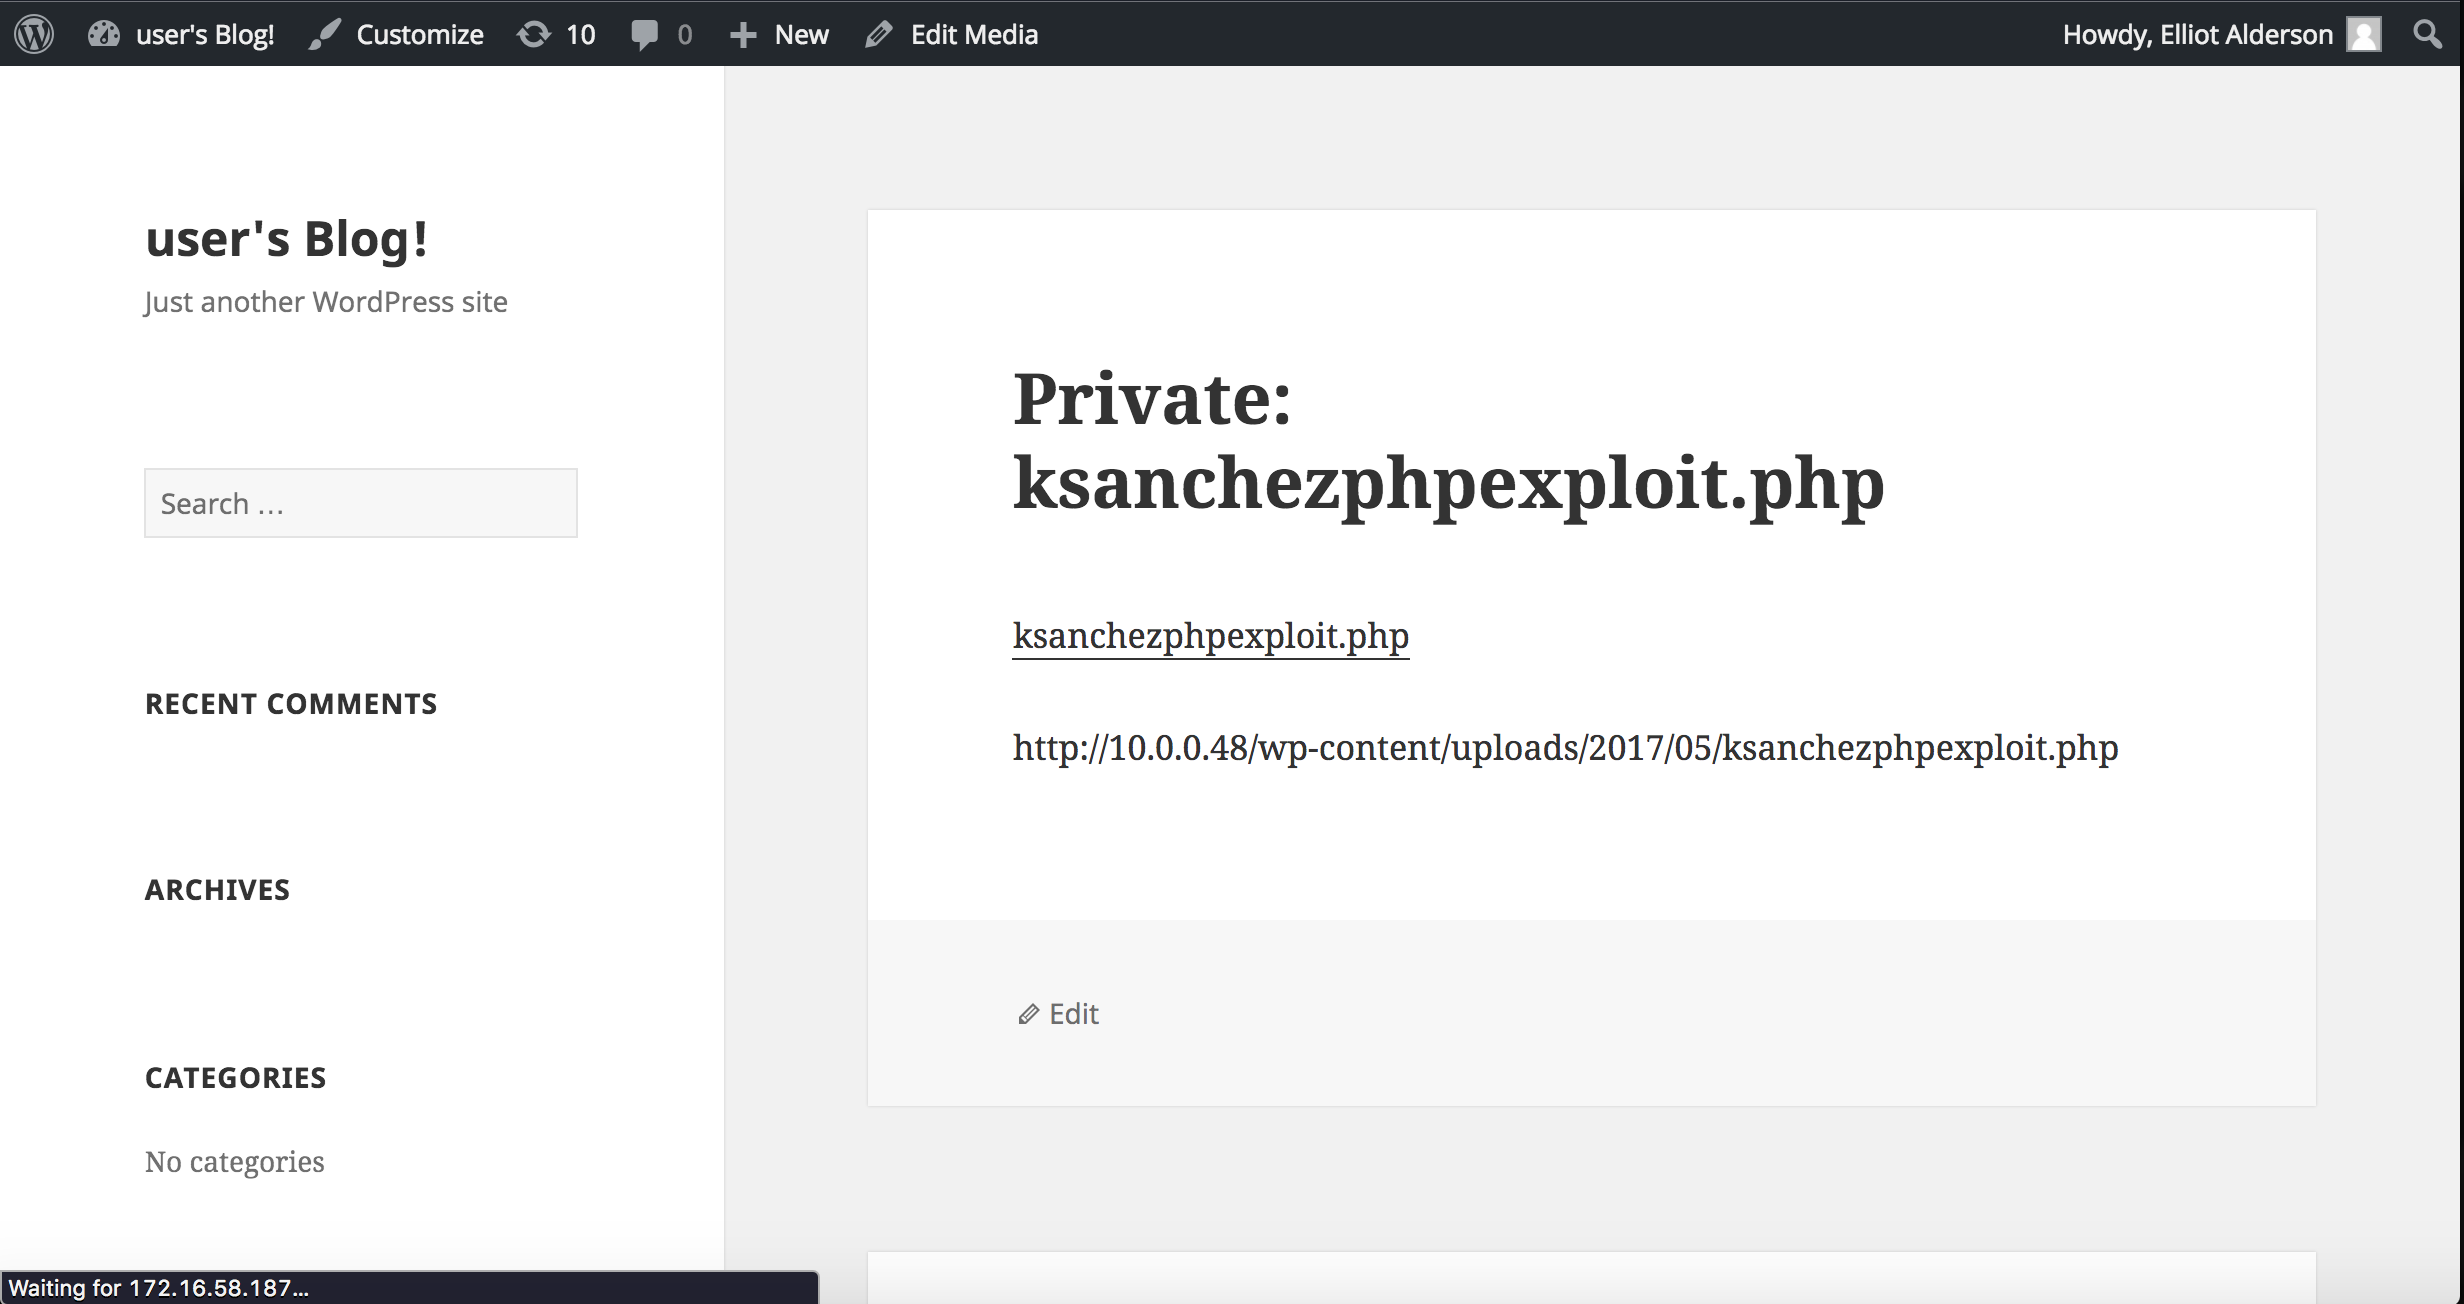 user's Blog! Customize 10 0 New Edit Media Howdy, Elliot Alderson
user's Blog!
Just another WordPress site
Search …
RECENT COMMENTS
ARCHIVES
CATEGORIES
No categories
Private:
ksanchezphpexploit.php
ksanchezphpexploit.php
http://10.0.0.48/wp-content/uploads/2017/05/ksanchezphpexploit.php
Edit
Waiting for 172.16.58.187...